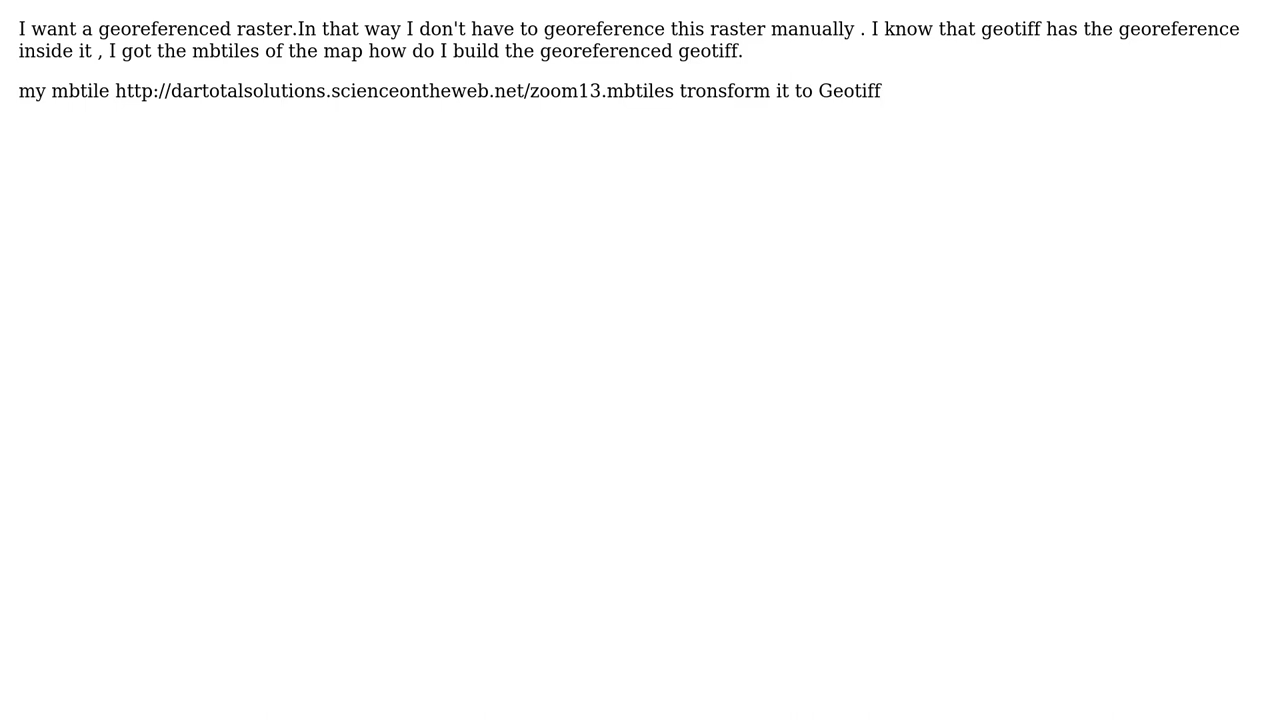 I want a georeferenced raster.In that way I don't have to georeference this raster manually . I know that geotiff has the georeference
inside it , I got the mbtiles of the map how do I build the georeferenced geotiff.
my mbtile http://dartotalsolutions.scienceontheweb.net/zoom13.mbtiles tronsform it to Geotiff